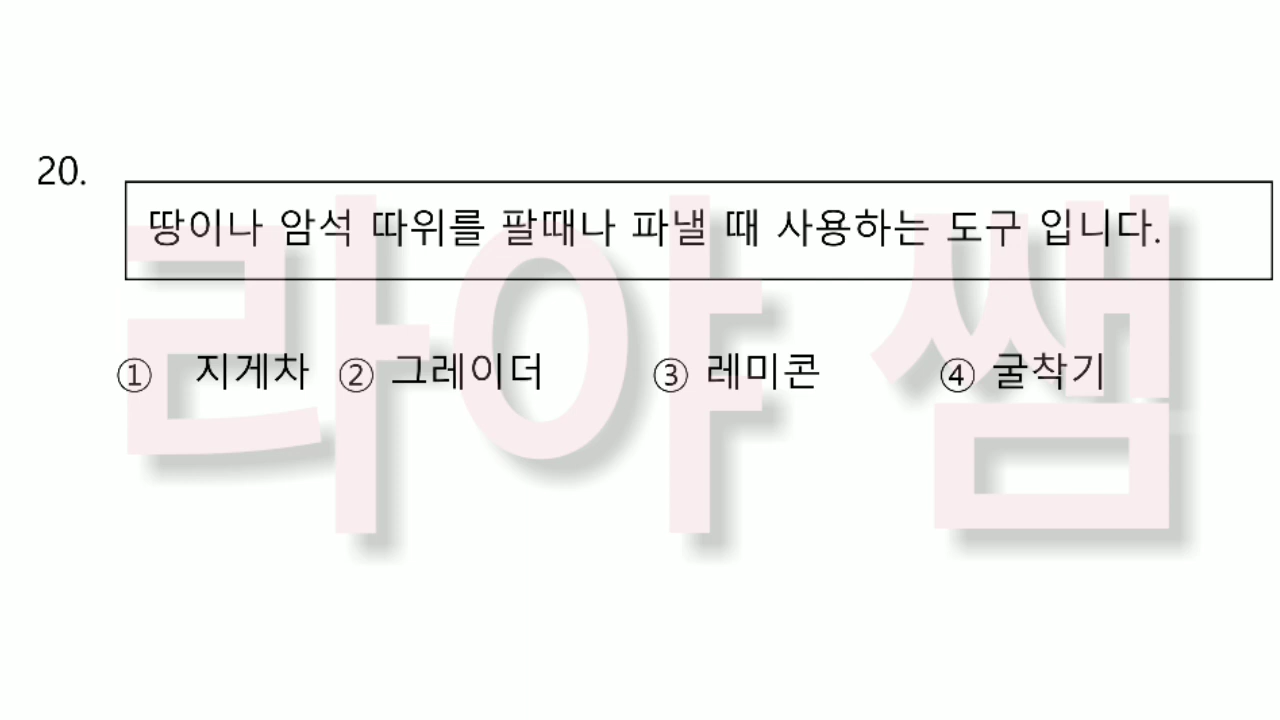 20.
땅이나 암석 따위를 팔때나 파낼 때 사용하는 도구 입니다.
① 지게차 ② 그레이더 ③ 레미콘 ④ 굴착기
라야 쌤